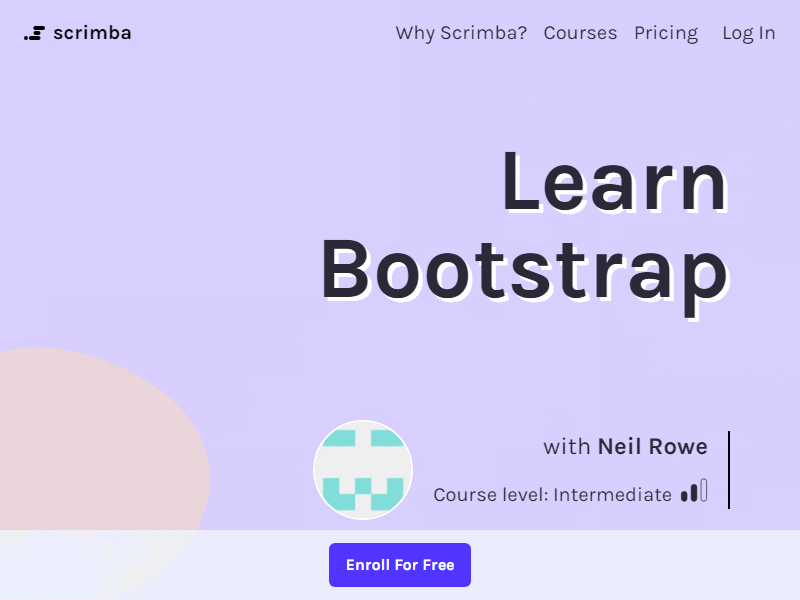 scrimba
Why Scrimba? Courses Pricing Log In
Learn
Bootstrap
with Neil Rowe
Course level: Intermediate
Enroll For Free